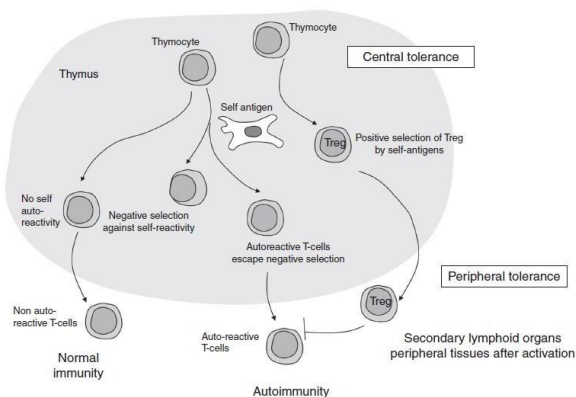 Thymocyte
Thymocyte
Central tolerance
Thymus
Self antigen
Treg
Positive selection of Treg
by self-antigens
No self
auto-
reactivity
Negative selection
against self-reactivity
Autoreactive T-cells
escape negative selection
Peripheral tolerance
Treg
Non auto-
reactive T-cells
Auto-reactive
T-cells
Secondary lymphoid organs
peripheral tissues after activation
Normal
immunity
Autoimmunity